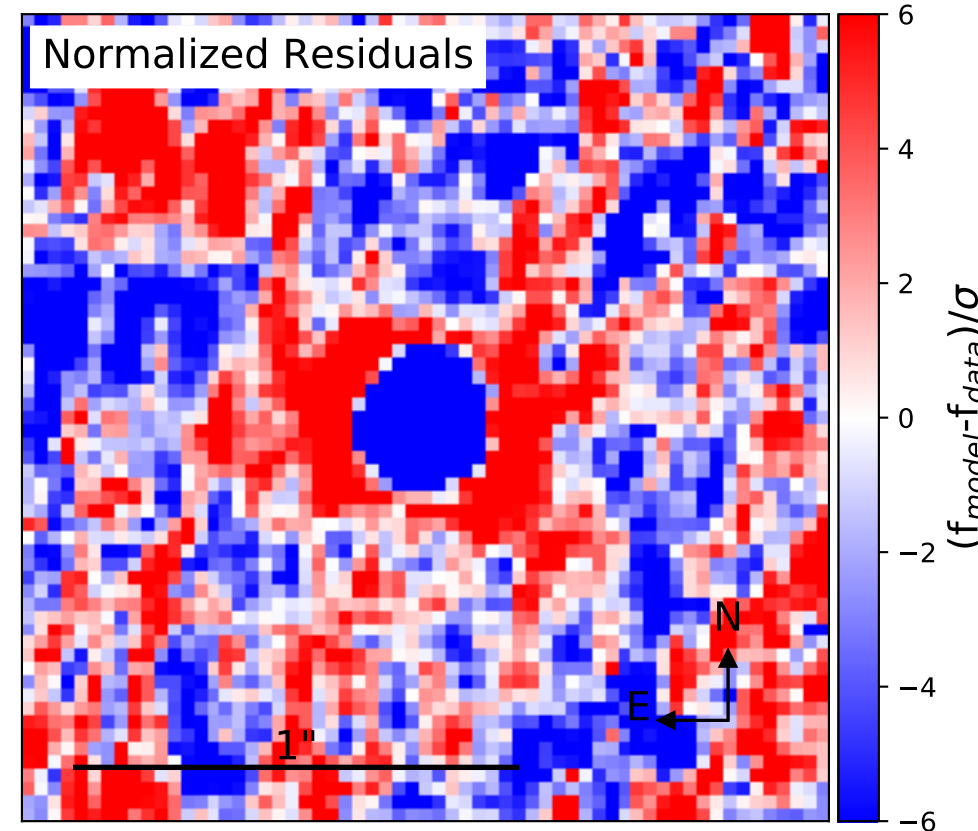 Normalized Residuals
6
4
2
0
−2
−4
−6
(f_model-f_data)/σ
N
E
1"